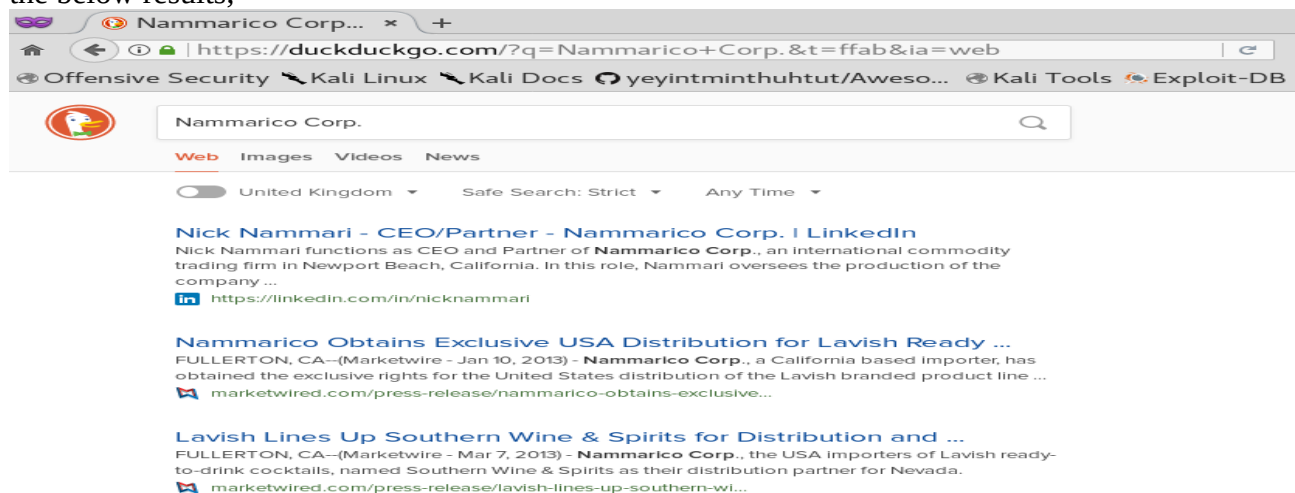 the below results,
Nammarico Corp... × +
https://duckduckgo.com/?q=Nammarico+Corp.&t=ffab&ia=web
Offensive Security Kali Linux Kali Docs yeyintminthuhtut/Aweso... Kali Tools Exploit-DB
Nammarico Corp.
Web Images Videos News
United Kingdom Safe Search: Strict Any Time
Nick Nammari - CEO/Partner - Nammarico Corp. | LinkedIn
Nick Nammari functions as CEO and Partner of Nammarico Corp., an international commodity
trading firm in Newport Beach, California. In this role, Nammari oversees the production of the
company ...
in https://linkedin.com/in/nicknammari
Nammarico Obtains Exclusive USA Distribution for Lavish Ready ...
FULLERTON, CA--(Marketwire - Jan 10, 2013) - Nammarico Corp., a California based importer, has
obtained the exclusive rights for the United States distribution of the Lavish branded product line ...
marketwired.com/press-release/nammarico-obtains-exclusive...
Lavish Lines Up Southern Wine & Spirits for Distribution and ...
FULLERTON, CA--(Marketwire - Mar 7, 2013) - Nammarico Corp., the USA importers of Lavish ready-
to-drink cocktails, named Southern Wine & Spirits as their distribution partner for Nevada.
marketwired.com/press-release/lavish-lines-up-southern-wi...